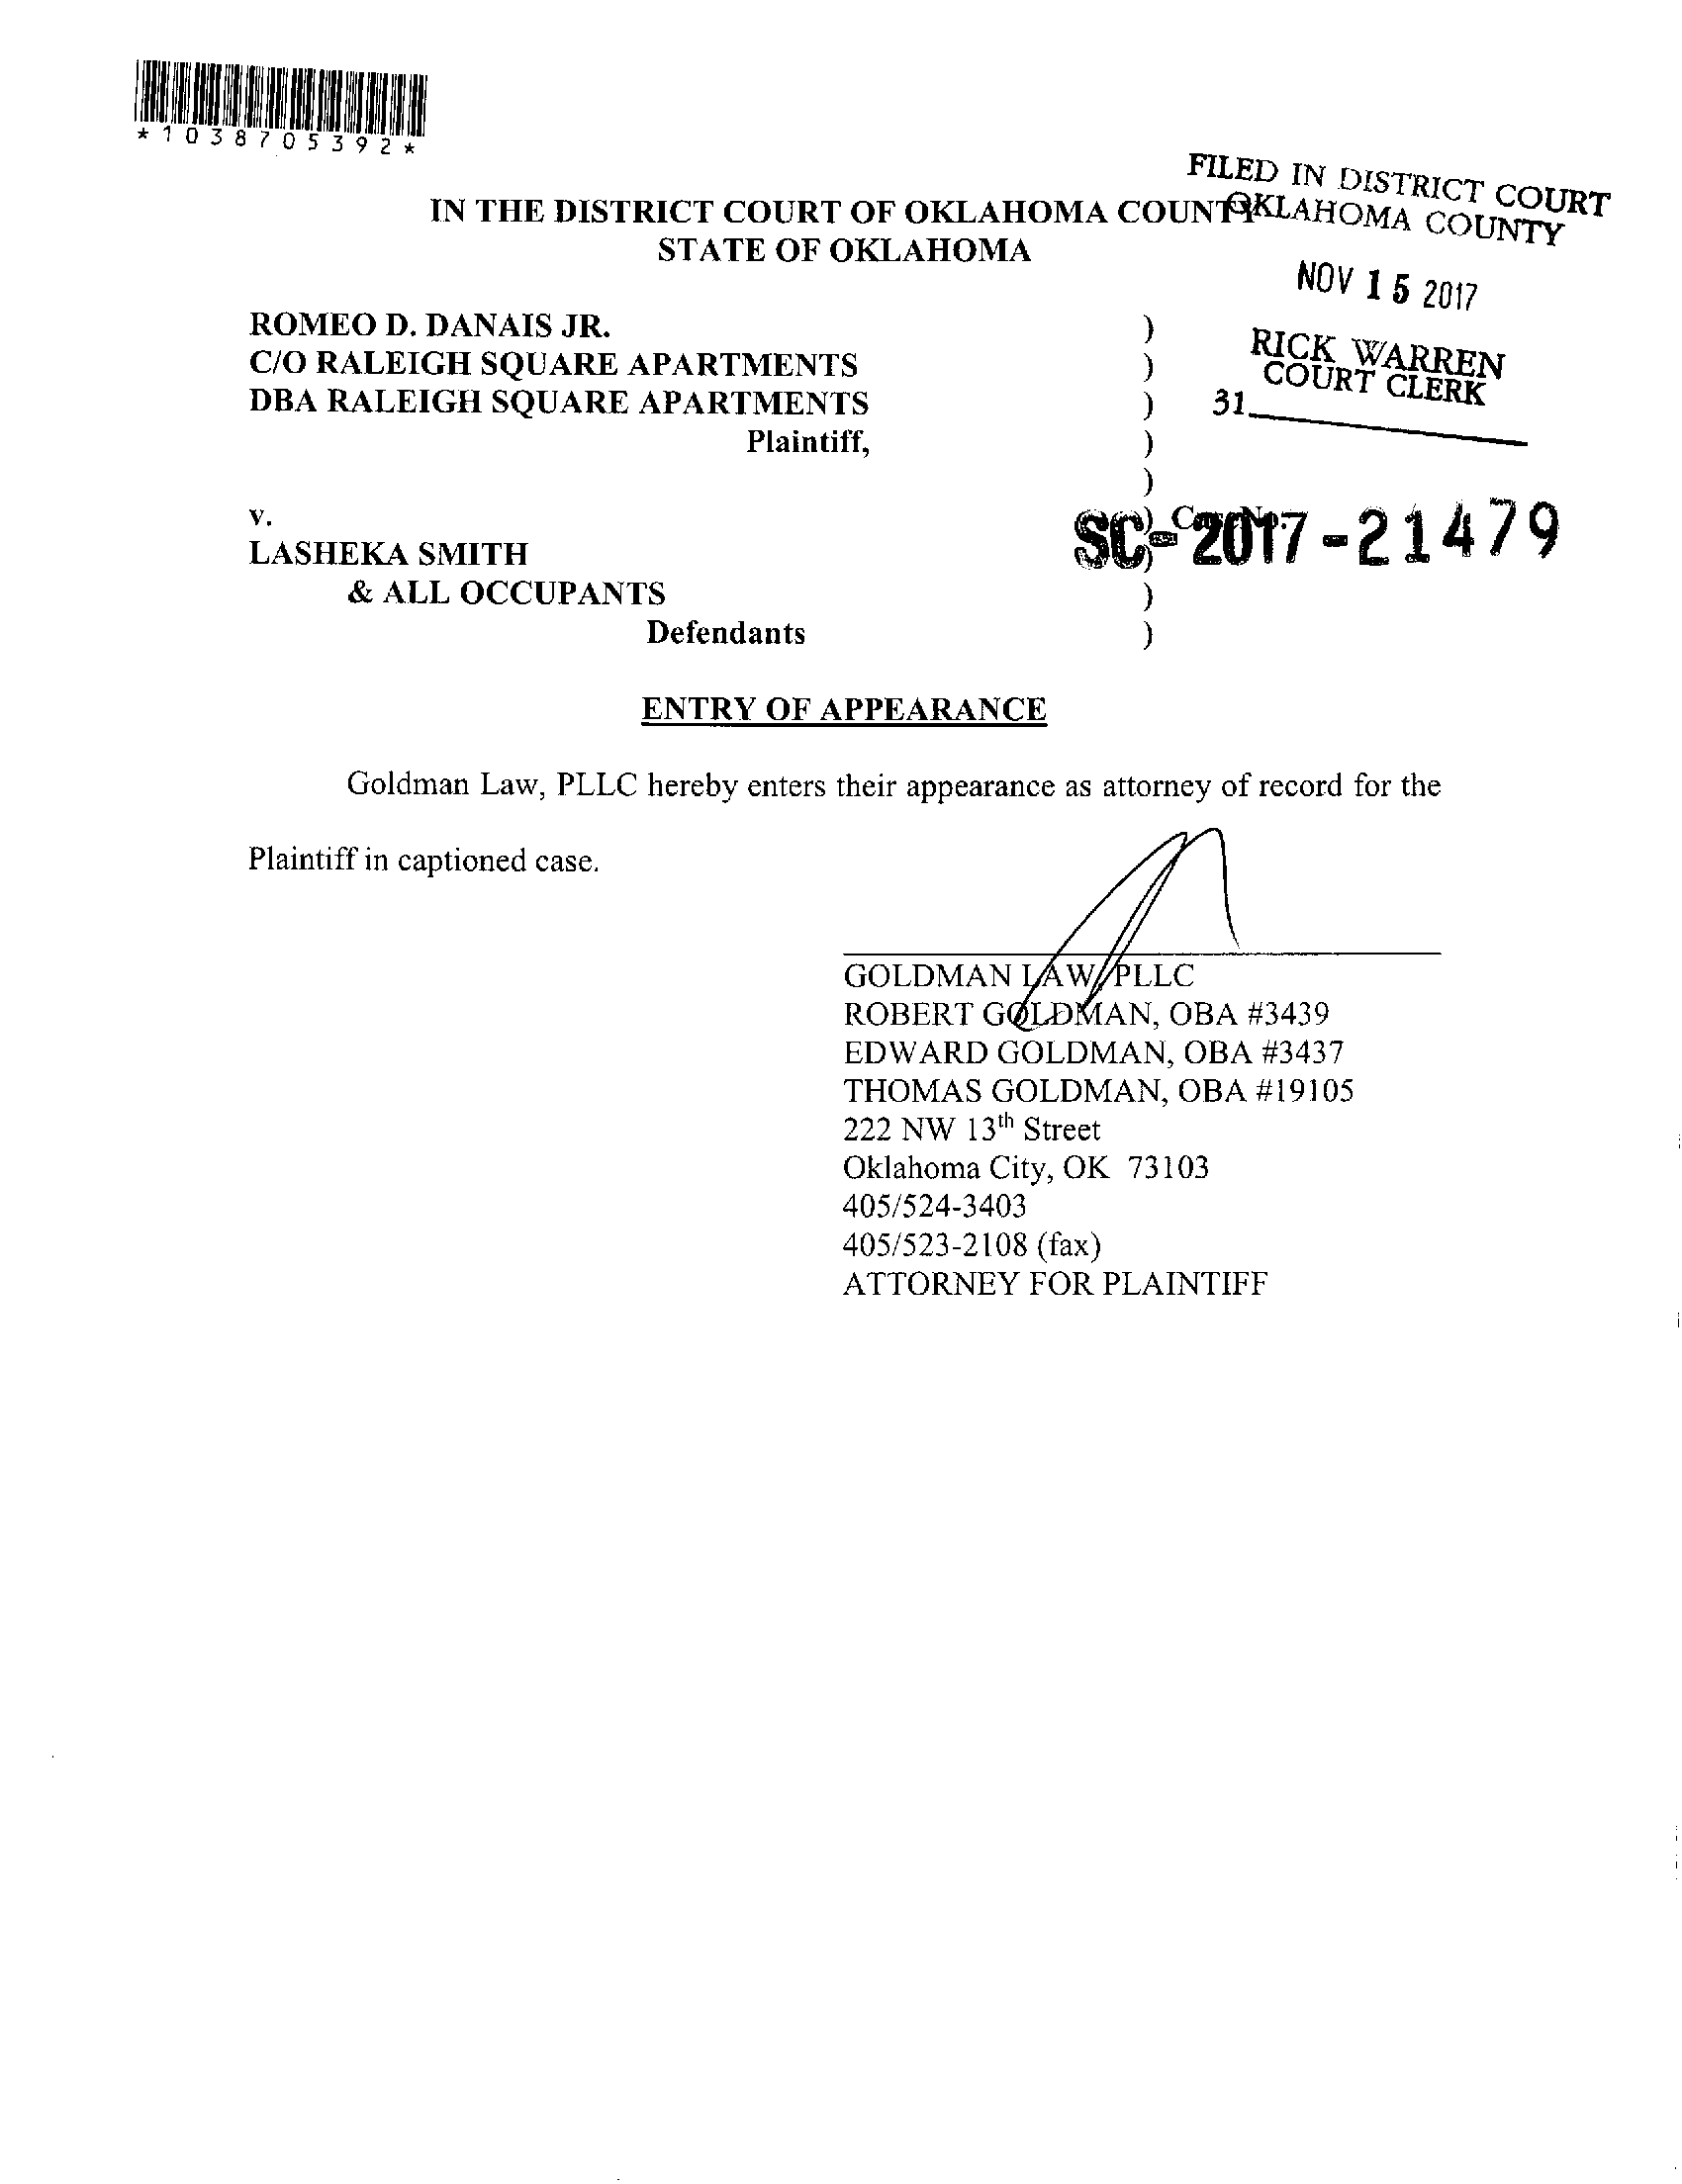 *1038705392*
FILED IN DISTRICT COURT
OKLAHOMA COUNTY
IN THE DISTRICT COURT OF OKLAHOMA COUNTY
STATE OF OKLAHOMA
NOV 15 2017
RICK WARREN
COURT CLERK
31
ROMEO D. DANAIS JR. )
C/O RALEIGH SQUARE APARTMENTS )
DBA RALEIGH SQUARE APARTMENTS )
Plaintiff, )
)
v. ) Case No.
SC-2017-21479
LASHEKA SMITH )
& ALL OCCUPANTS )
Defendants )
ENTRY OF APPEARANCE
Goldman Law, PLLC hereby enters their appearance as attorney of record for the
Plaintiff in captioned case.
GOLDMAN LAW, PLLC
ROBERT GOLDMAN, OBA #3439
EDWARD GOLDMAN, OBA #3437
THOMAS GOLDMAN, OBA #19105
222 NW 13th Street
Oklahoma City, OK 73103
405/524-3403
405/523-2108 (fax)
ATTORNEY FOR PLAINTIFF